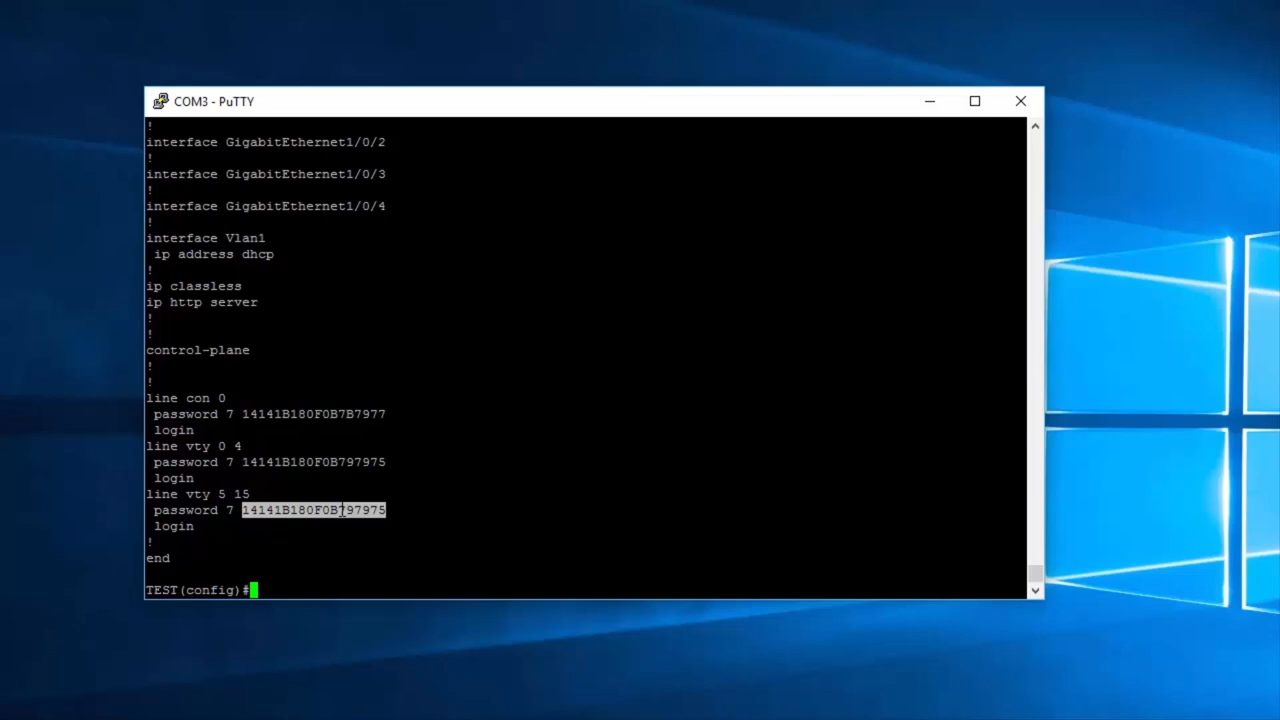 COM3 - PuTTY
!
interface GigabitEthernet1/0/2
!
interface GigabitEthernet1/0/3
!
interface GigabitEthernet1/0/4
!
interface Vlan1
 ip address dhcp
!
ip classless
ip http server
!
!
control-plane
!
!
line con 0
 password 7 14141B180F0B7B7977
 login
line vty 0 4
 password 7 14141B180F0B797975
 login
line vty 5 15
 password 7 14141B180F0B797975
 login
!
end
TEST(config)#